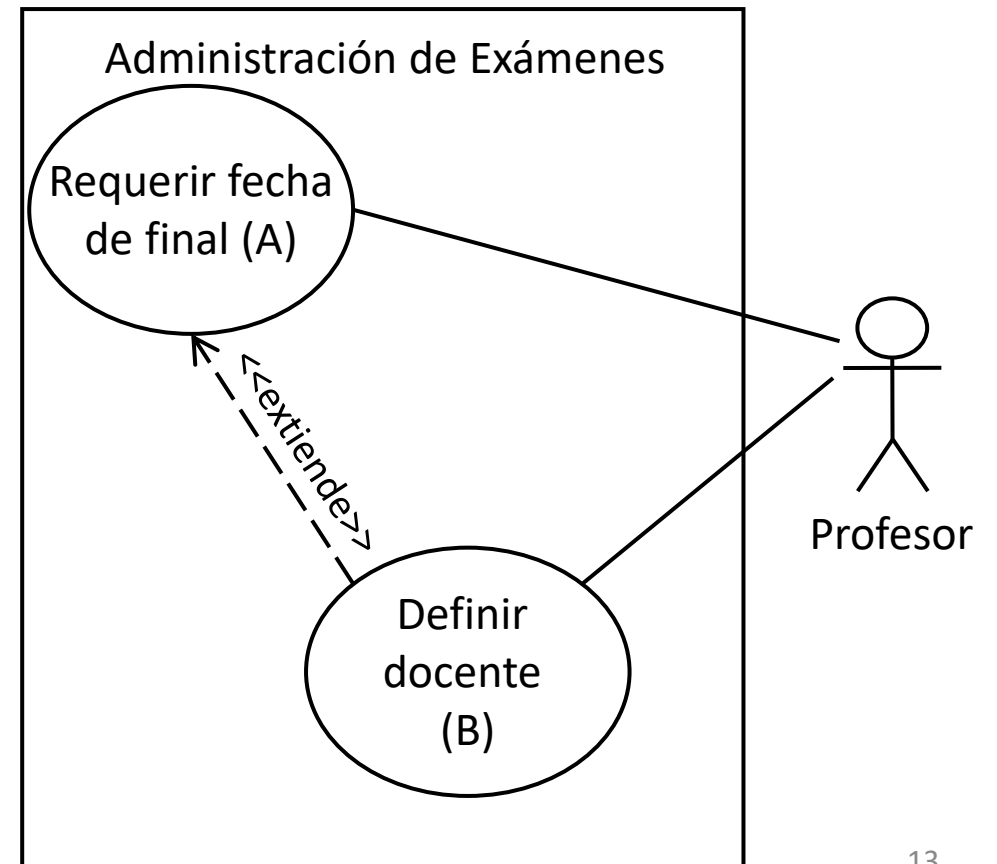 Administración de Exámenes
Requerir fecha
de final (A)
<<extiende>>
Profesor
Definir
docente
(B)
13